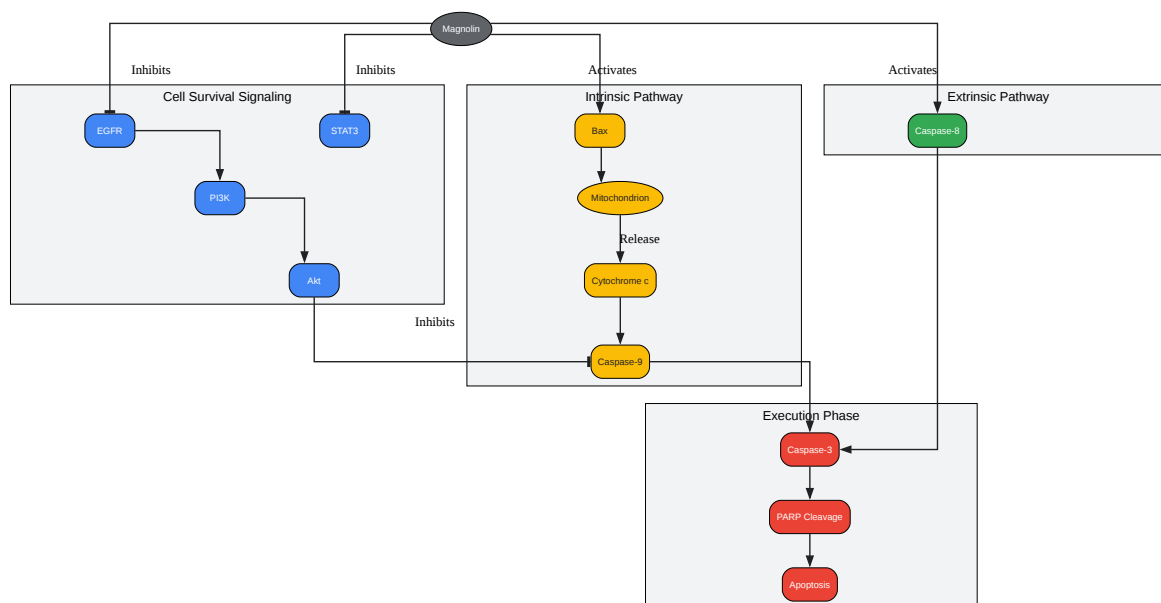 Magnolin
Inhibits
Inhibits
Activates
Activates
Cell Survival Signaling
Intrinsic Pathway
Extrinsic Pathway
EGFR
STAT3
Bax
Caspase-8
PI3K
Mitochondrion
Release
Akt
Cytochrome c
Inhibits
Caspase-9
Execution Phase
Caspase-3
PARP Cleavage
Apoptosis